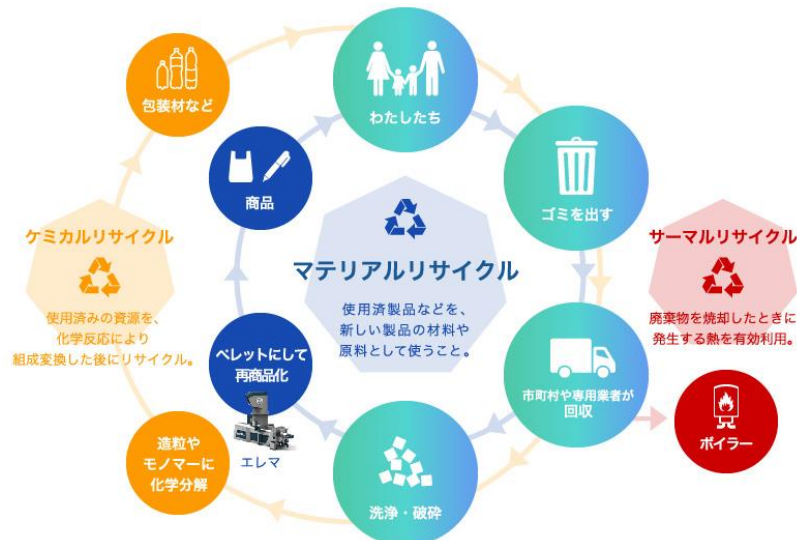 包装材など
わたしたち
商品
ゴミを出す
ケミカルリサイクル
使用済みの資源を、
化学反応により
組成変換した後にリサイクル。
マテリアルリサイクル
使用済製品などを、
新しい製品の材料や
原料として使うこと。
サーマルリサイクル
廃棄物を焼却したときに
発生する熱を有効利用。
ペレットにして
再商品化
エレマ
市町村や専用業者が
回収
ボイラー
造粒や
モノマーに
化学分解
洗浄・破砕